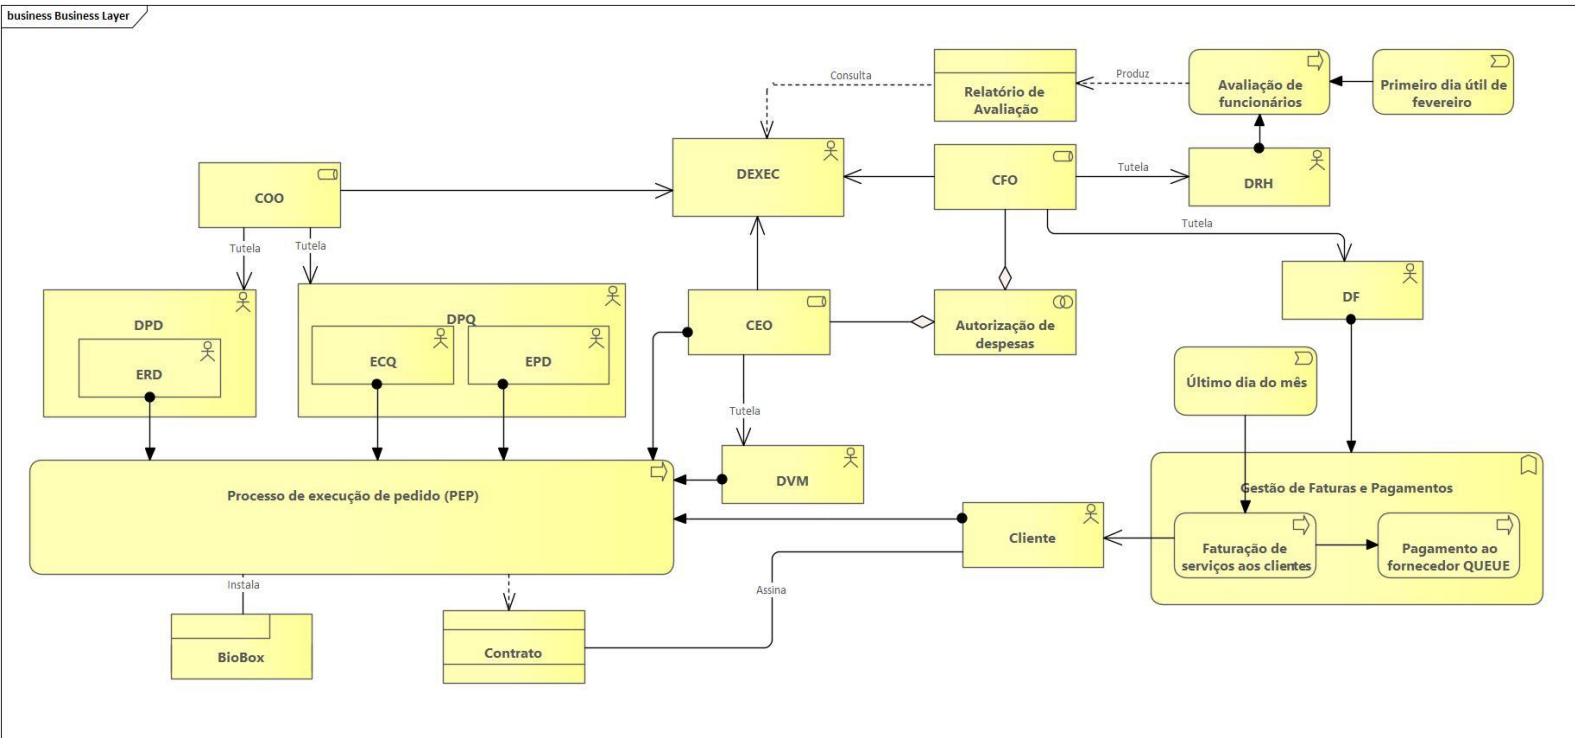 business Business Layer
Consulta
Relatório de
Avaliação
Produz
Avaliação de
funcionários
Primeiro dia útil de
fevereiro
COO
DEXEC
CFO
Tutela
DRH
Tutela
Tutela
Tutela
DPD
ERD
DPQ
ECQ
EPD
CEO
Autorização de
despesas
DF
Último dia do mês
Tutela
DVM
Processo de execução de pedido (PEP)
Gestão de Faturas e Pagamentos
Cliente
Faturação de
serviços aos clientes
Pagamento ao
fornecedor QUEUE
Instala
Assina
BioBox
Contrato